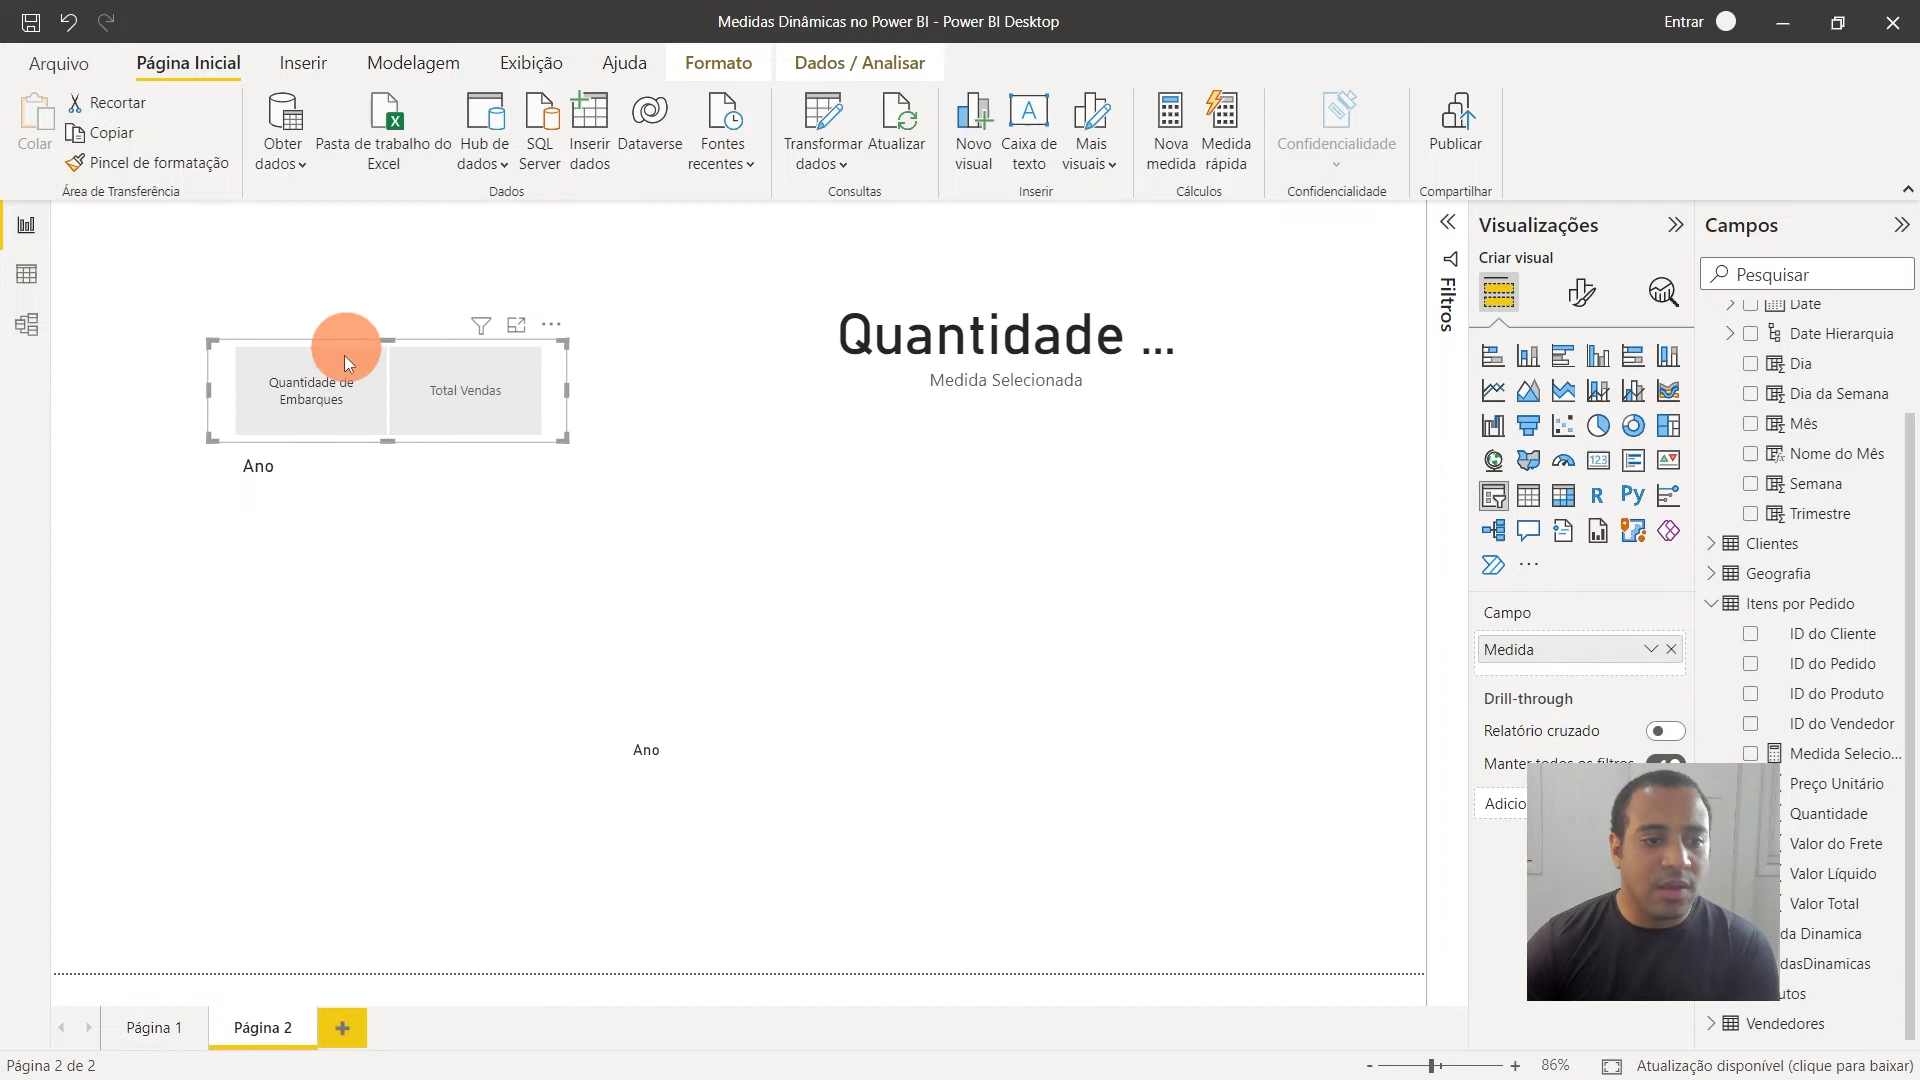 Medidas Dinâmicas no Power BI - Power BI Desktop
Entrar
Arquivo
Página Inicial
Inserir
Modelagem
Exibição
Ajuda
Formato
Dados / Analisar
Colar
Recortar
Copiar
Pincel de formatação
Área de Transferência
Obter dados
Pasta de trabalho do Excel
Hub de dados
SQL Server
Inserir dados
Dataverse
Fontes recentes
Dados
Transformar dados
Atualizar
Consultas
Novo visual
Caixa de texto
Mais visuais
Inserir
Nova medida
Medida rápida
Cálculos
Confidencialidade
Confidencialidade
Publicar
Compartilhar
Quantidade de
Embarques
Total Vendas
Ano
Quantidade ...
Medida Selecionada
Ano
Filtros
Visualizações
Criar visual
Campo
Medida
Drill-through
Relatório cruzado
Manter todos os filtros
Adicio
Campos
Pesquisar
Date
Date Hierarquia
Dia
Dia da Semana
Mês
Nome do Mês
Semana
Trimestre
Clientes
Geografia
Itens por Pedido
ID do Cliente
ID do Pedido
ID do Produto
ID do Vendedor
Medida Selecio...
Preço Unitário
Quantidade
Valor do Frete
Valor Líquido
Valor Total
da Dinamica
dasDinamicas
utos
Vendedores
Página 1
Página 2
Página 2 de 2
- + 86%
Atualização disponível (clique para baixar)